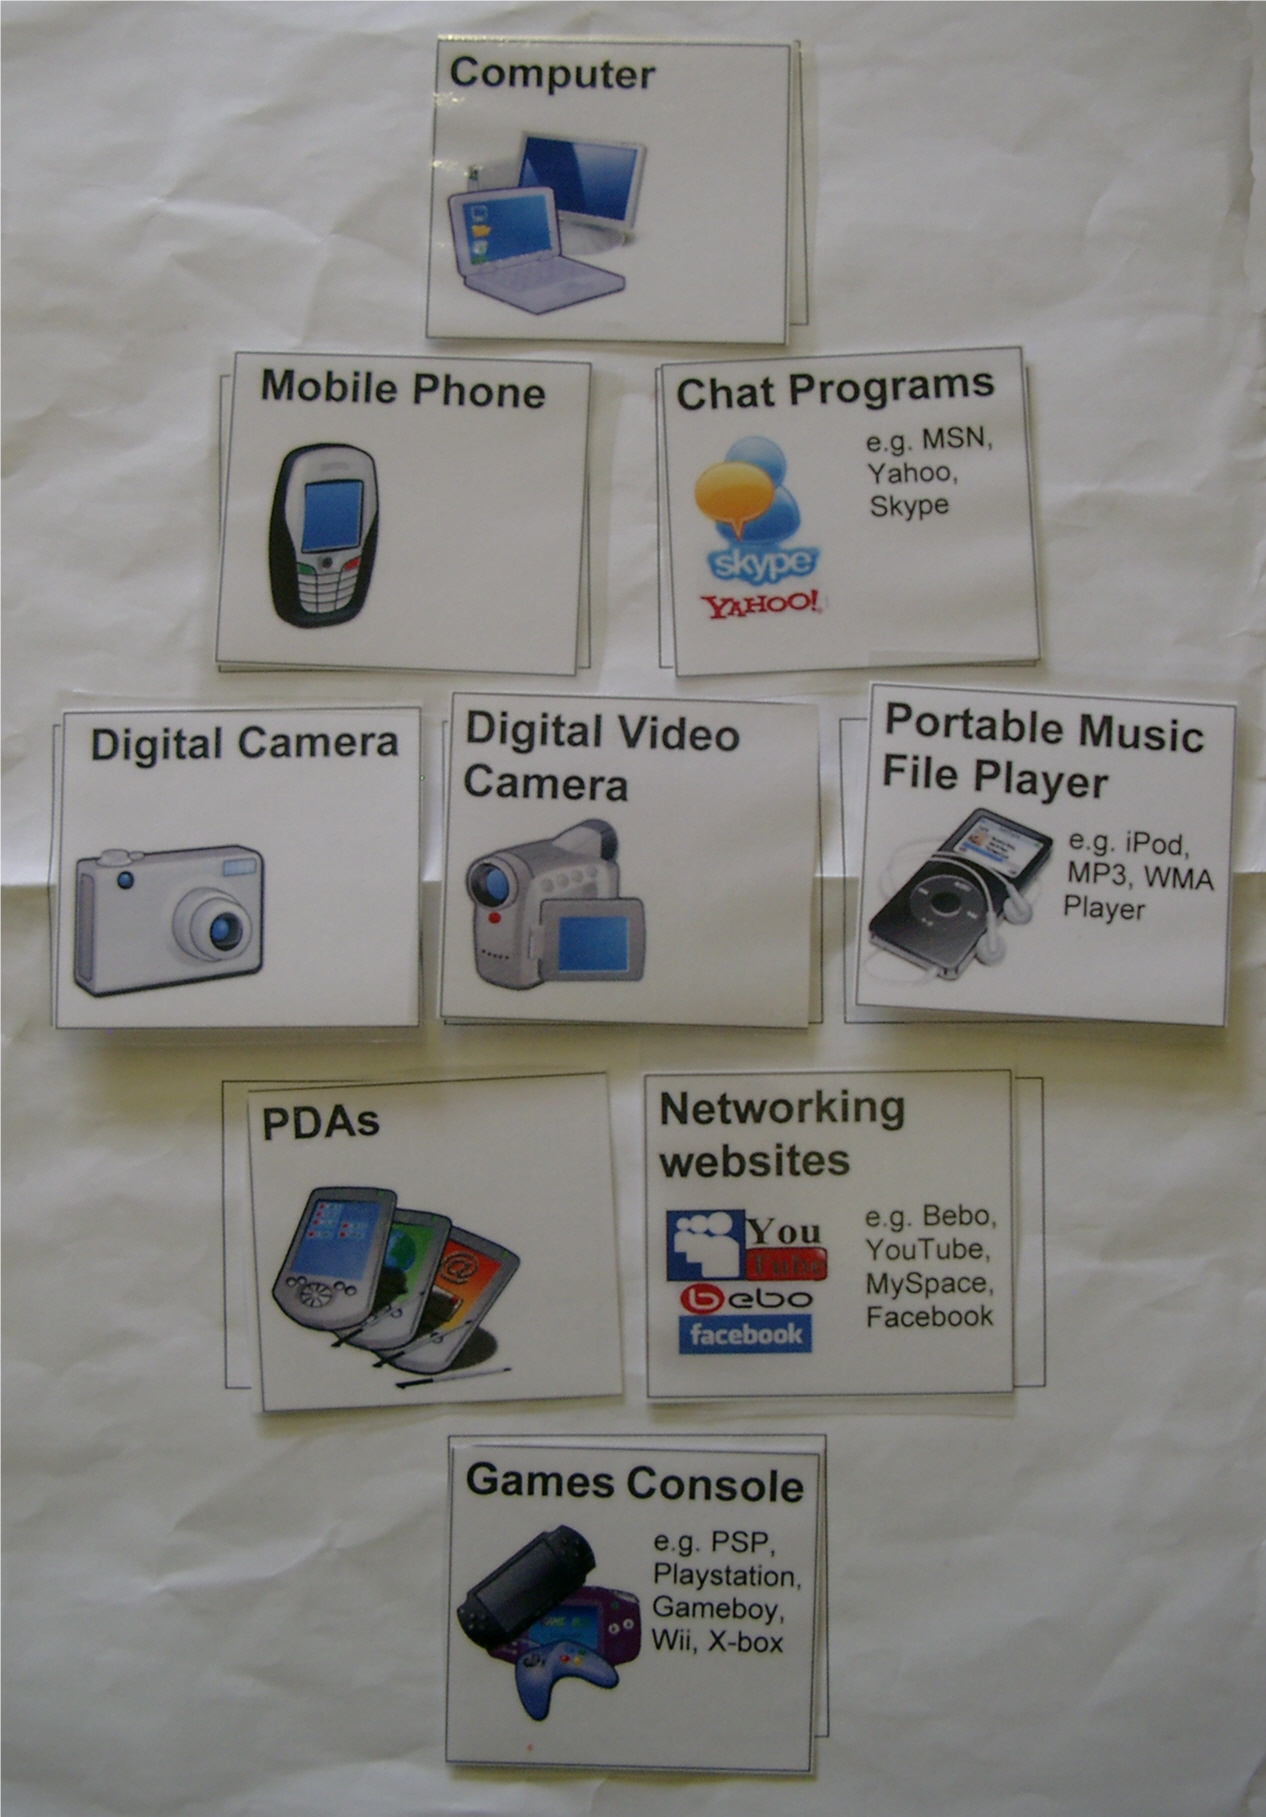 Computer
Mobile Phone
Chat Programs
e.g. MSN,
Yahoo,
Skype
skype
YAHOO!
Digital Camera
Digital Video
Camera
Portable Music
File Player
e.g. iPod,
MP3, WMA
Player
PDAs
@
Networking
websites
You
Tube
bebo
facebook
e.g. Bebo,
YouTube,
MySpace,
Facebook
Games Console
e.g. PSP,
Playstation,
Gameboy,
Wii, X-box